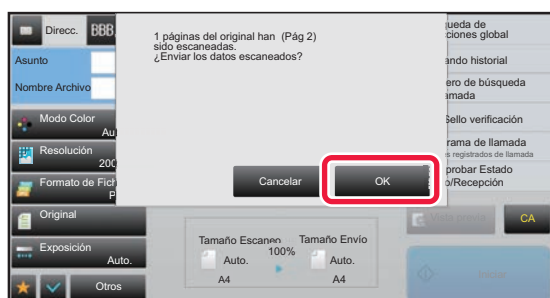 Direcc.
BBB
Asunto
Nombre Archivo
Modo Color
Au
Resolución
200
Formato de Fich
Original
Exposición
Auto.
Otros
1 páginas del original han (Pág 2)
sido escaneadas.
¿Enviar los datos escaneados?
Cancelar
OK
Tamaño Escaneo
Tamaño Envío
100%
Auto.
Auto.
A4
A4
queda de
ciones global
ando historial
ero de búsqueda
amada
Sello verificación
rama de llamada
s registrados de llamada
probar Estado
o/Recepción
CA
Iniciar